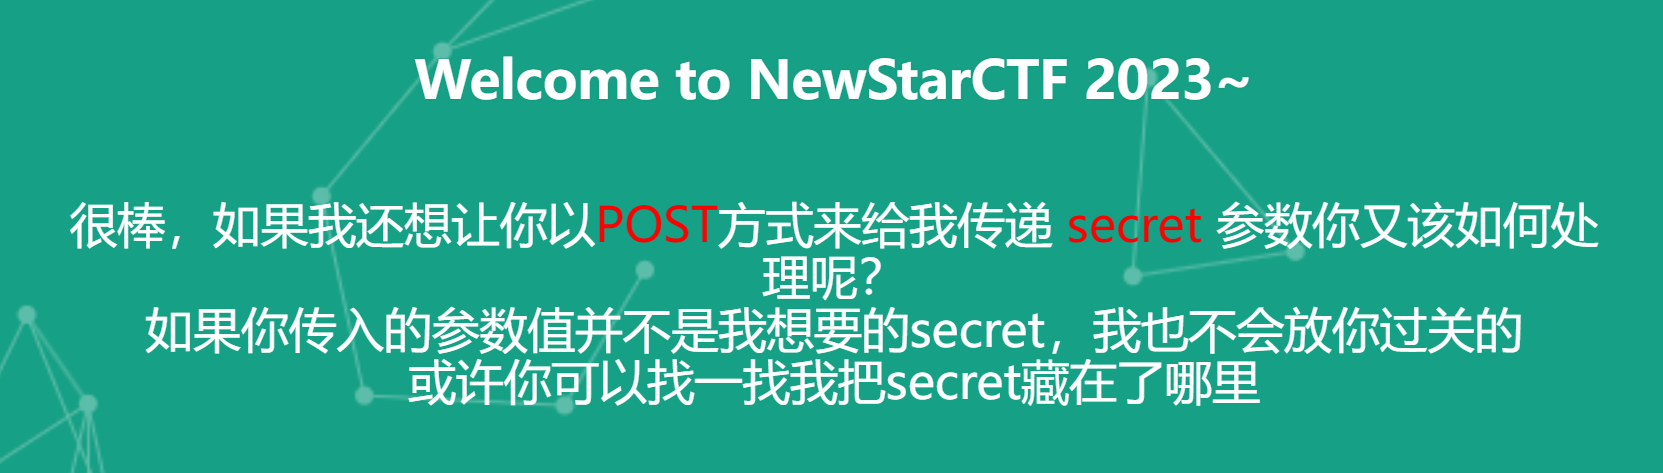 Welcome to NewStarCTF 2023~
很棒，如果我还想让你以POST方式来给我传递 secret 参数你又该如何处
理呢？
如果你传入的参数值并不是我想要的secret，我也不会放你过关的
或许你可以找一找我把secret藏在了哪里